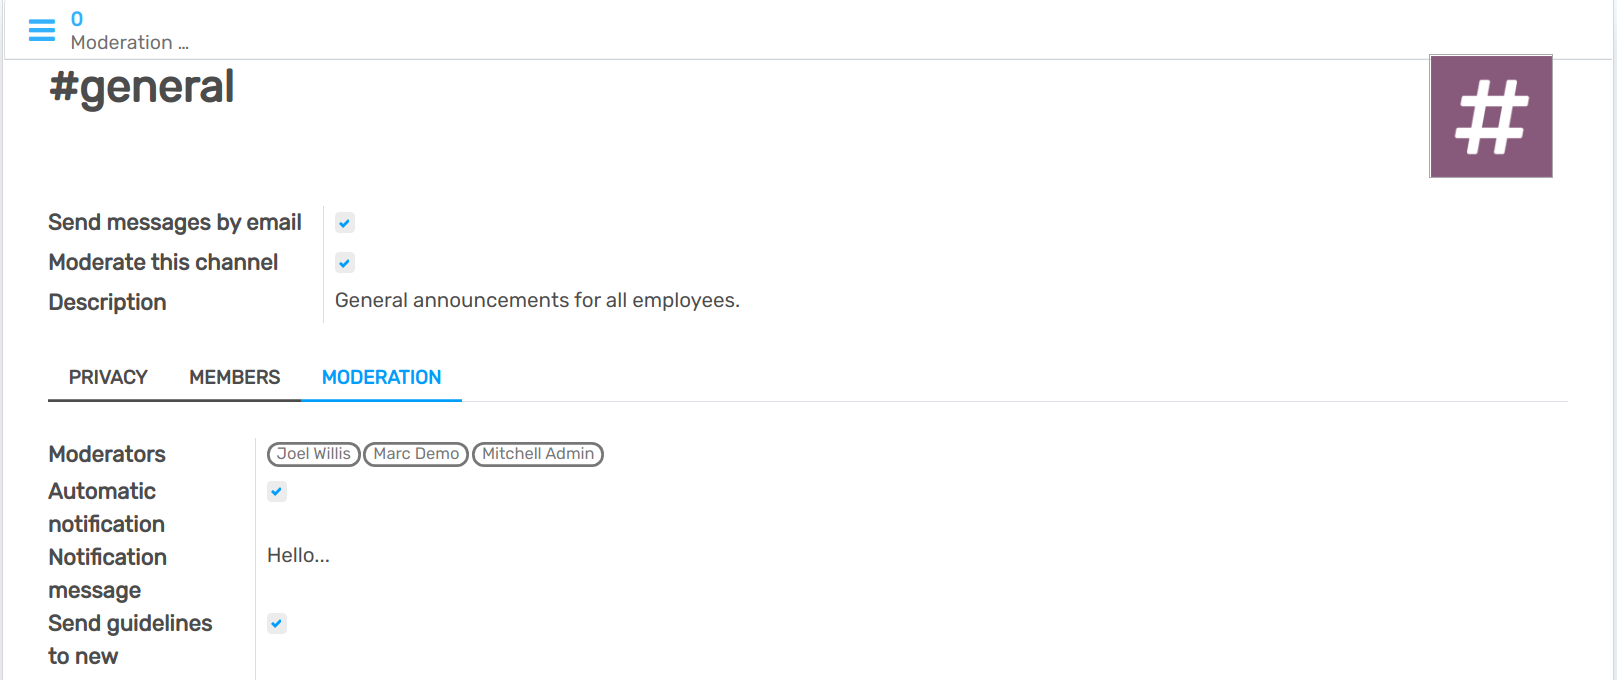 0
Moderation ...
#general
#
Send messages by email
Moderate this channel
Description
General announcements for all employees.
PRIVACY MEMBERS MODERATION
Moderators
Joel Willis Marc Demo Mitchell Admin
Automatic
notification
Notification
message
Hello...
Send guidelines
to new